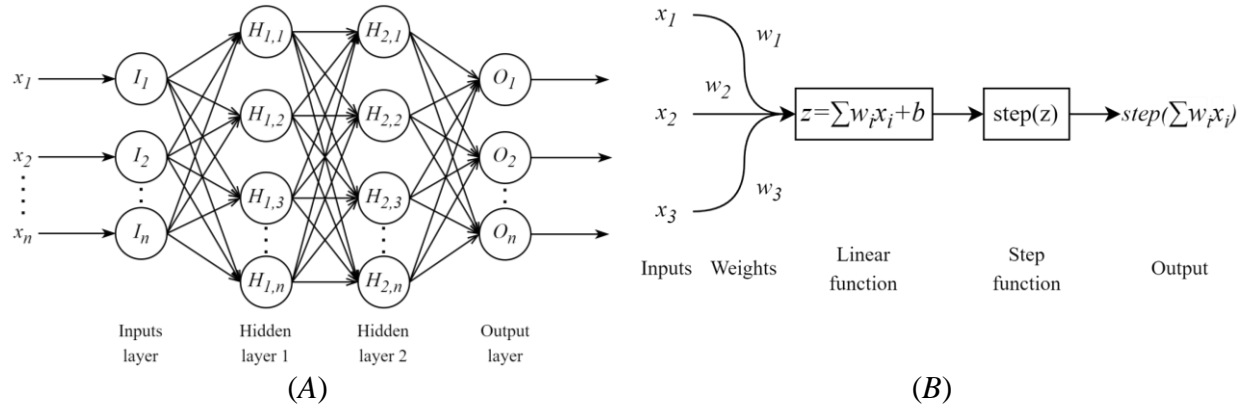 x₁
I₁
H₁,₁
H₂,₁
O₁
H₁,₂
H₂,₂
x₂
I₂
O₂
H₁,₃
H₂,₃
xₙ
Iₙ
Oₙ
H₁,ₙ
H₂,ₙ
Inputs
layer
Hidden
layer 1
Hidden
layer 2
Output
layer
(A)
x₁
w₁
w₂
x₂
z=∑wᵢxᵢ+b
step(z)
step(∑wᵢxᵢ)
w₃
x₃
Inputs
Weights
Linear
function
Step
function
Output
(B)